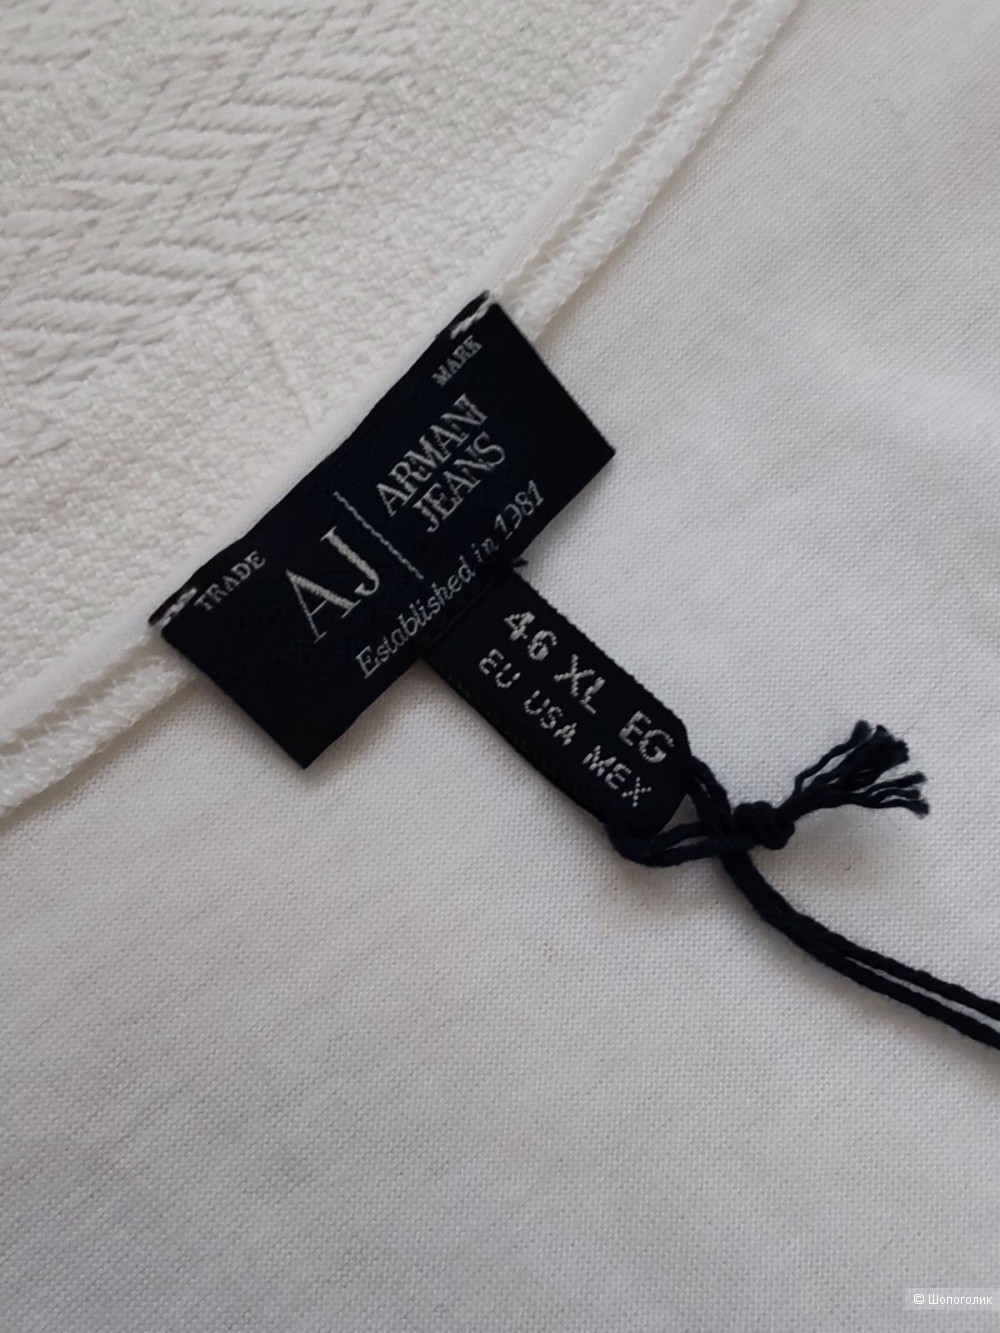 TRADE MARK
AJ | ARMANI
JEANS
Established in 1981
46 XL EG
EU USA MEX
© Шопоголик